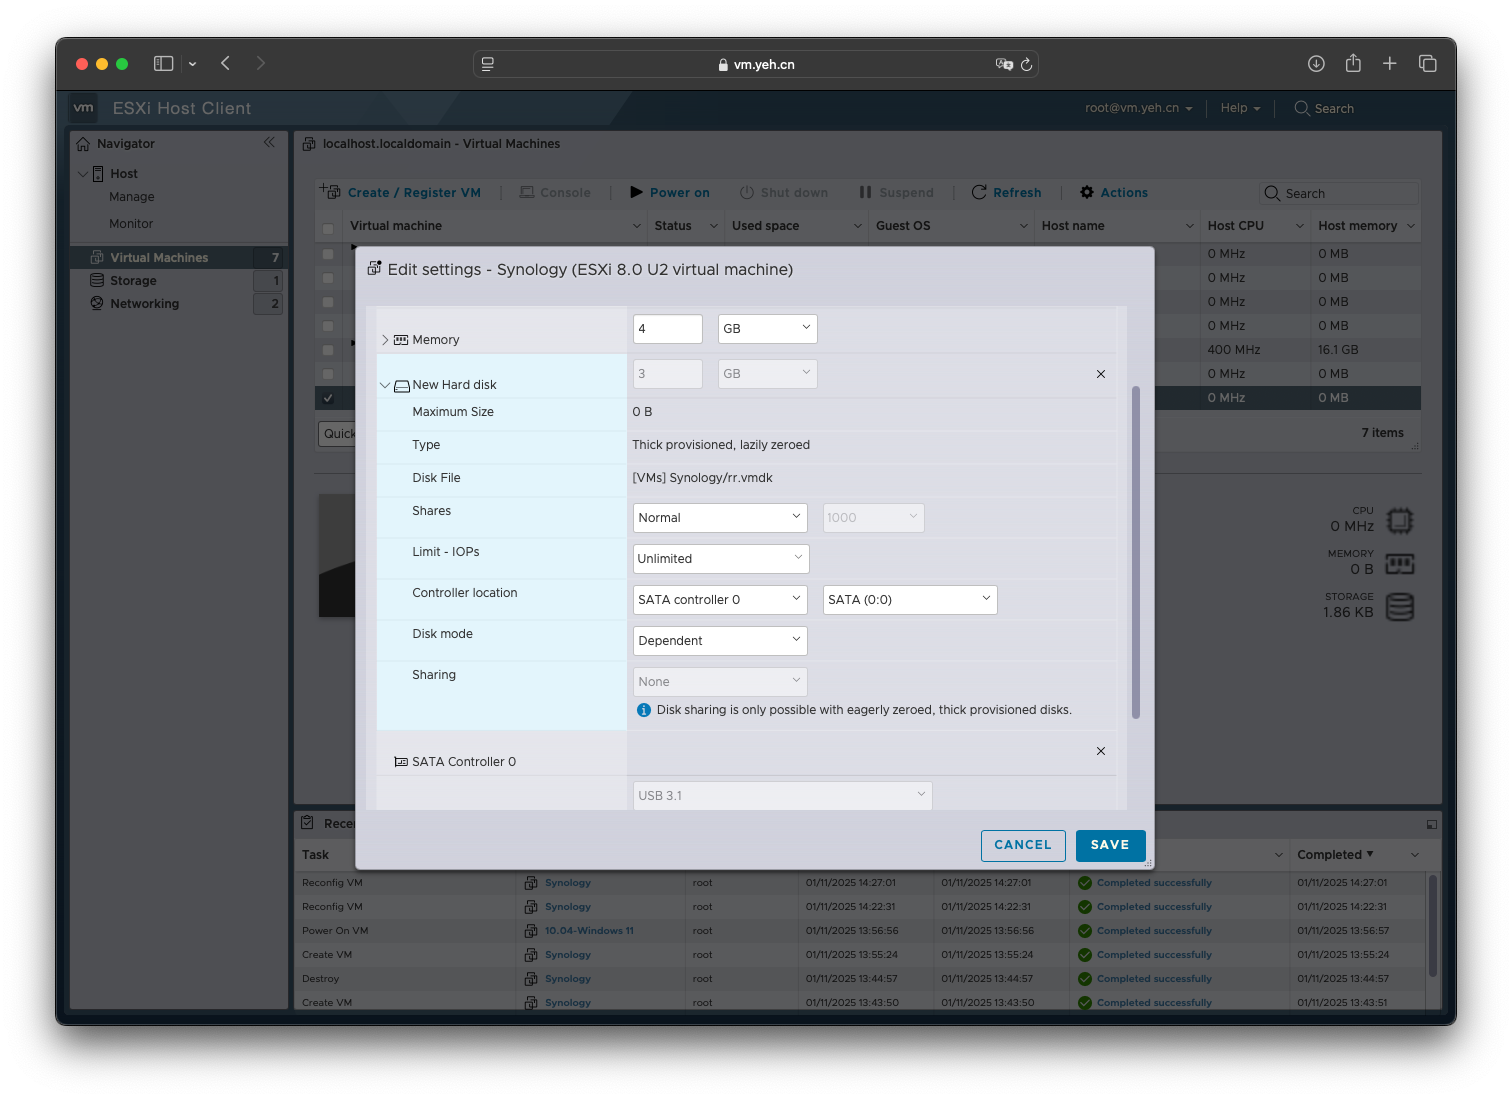 vm.yeh.cn
vm ESXi Host Client
root@vm.yeh.cn
Help
Search
Navigator
Host
Manage
Monitor
Virtual Machines 7
Storage 1
Networking 2
localhost.localdomain - Virtual Machines
Create / Register VM
Console
Power on
Shut down
Suspend
Refresh
Actions
Search
Virtual machine Status Used space Guest OS Host name Host CPU Host memory
0 MHz 0 MB
0 MHz 0 MB
0 MHz 0 MB
0 MHz 0 MB
400 MHz 16.1 GB
0 MHz 0 MB
0 MHz 0 MB
Quick
7 items
CPU
0 MHz
MEMORY
0 B
STORAGE
1.86 KB
Edit settings - Synology (ESXi 8.0 U2 virtual machine)
Memory 4 GB
New Hard disk 3 GB
Maximum Size 0 B
Type Thick provisioned, lazily zeroed
Disk File [VMs] Synology/rr.vmdk
Shares Normal 1000
Limit - IOPs Unlimited
Controller location SATA controller 0 SATA (0:0)
Disk mode Dependent
Sharing None
Disk sharing is only possible with eagerly zeroed, thick provisioned disks.
SATA Controller 0
USB 3.1
CANCEL SAVE
Rece
Task Completed
Reconfig VM Synology root 01/11/2025 14:27:01 01/11/2025 14:27:01 Completed successfully 01/11/2025 14:27:01
Reconfig VM Synology root 01/11/2025 14:22:31 01/11/2025 14:22:31 Completed successfully 01/11/2025 14:22:31
Power On VM 10.04-Windows 11 root 01/11/2025 13:56:56 01/11/2025 13:56:56 Completed successfully 01/11/2025 13:56:57
Create VM Synology root 01/11/2025 13:55:24 01/11/2025 13:55:24 Completed successfully 01/11/2025 13:55:24
Destroy Synology root 01/11/2025 13:44:57 01/11/2025 13:44:57 Completed successfully 01/11/2025 13:44:57
Create VM Synology root 01/11/2025 13:43:50 01/11/2025 13:43:50 Completed successfully 01/11/2025 13:43:51